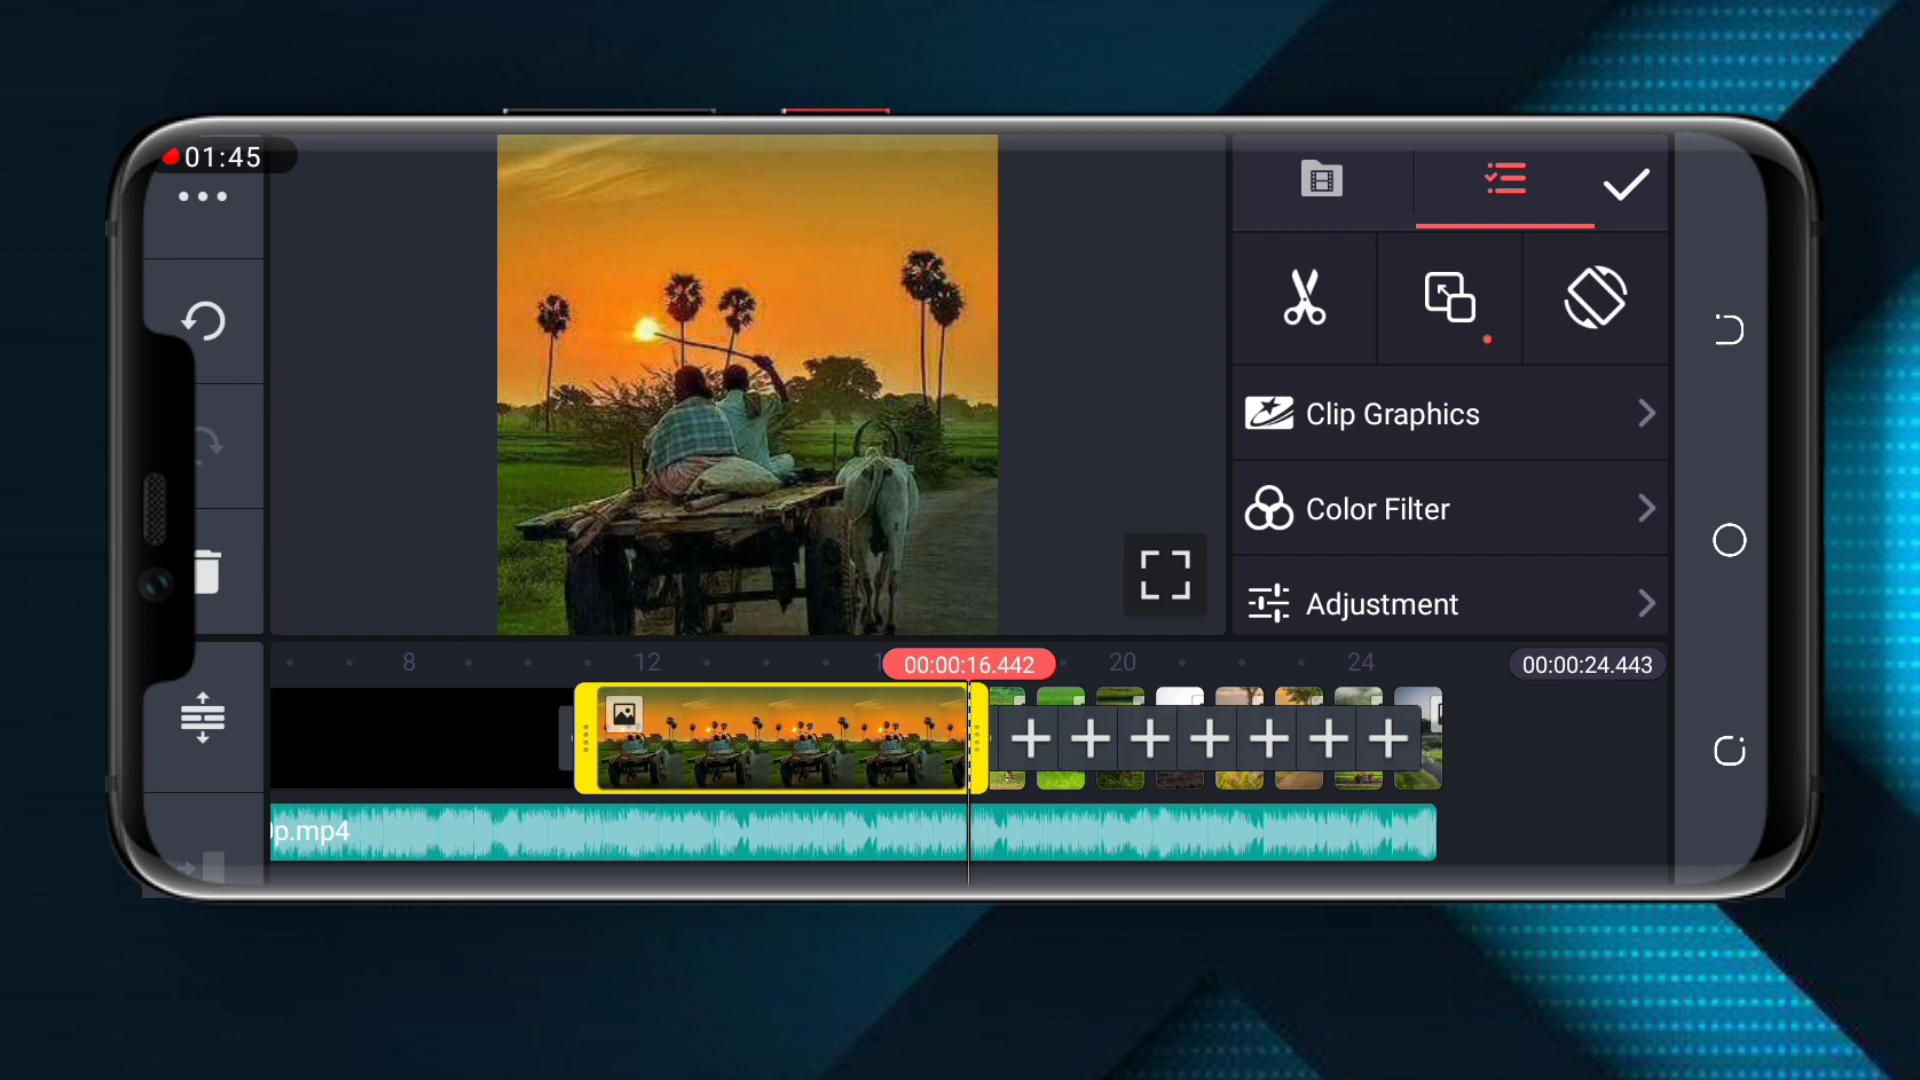 01:45
Clip Graphics
Color Filter
Adjustment
8
12
00:00:16.442
20
24
00:00:24.443
p.mp4